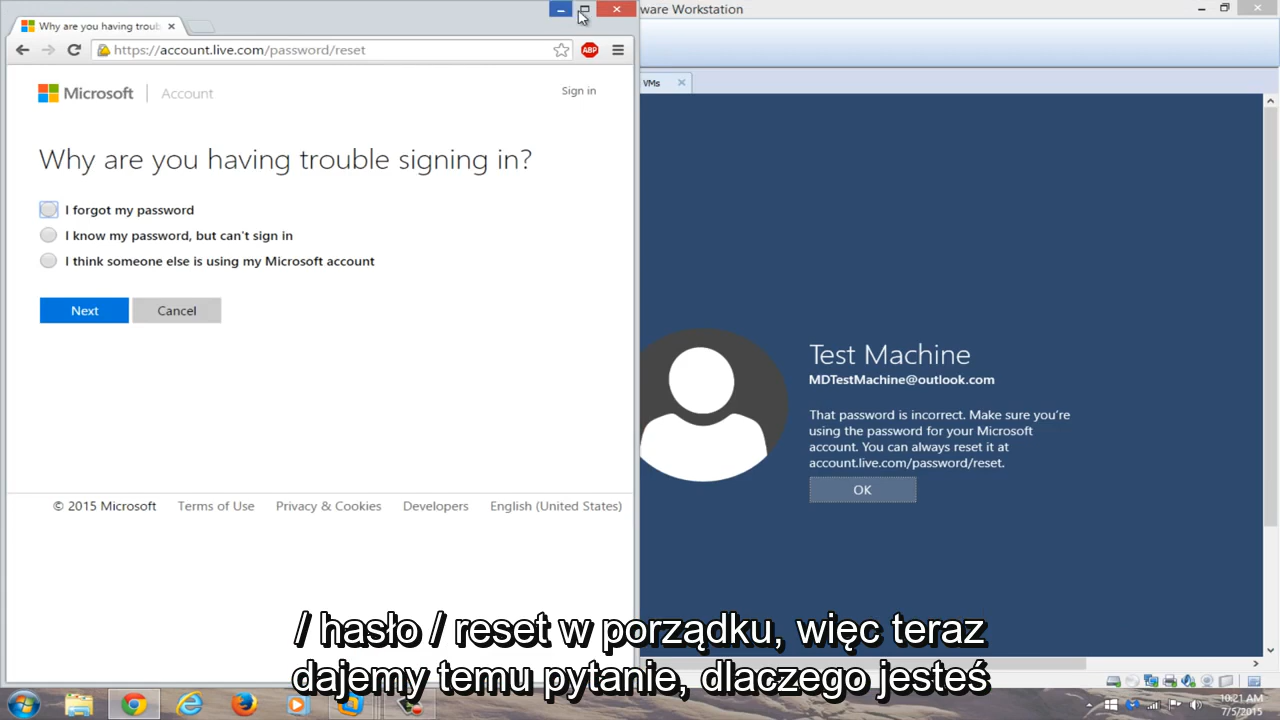 Why are you having troub
ware Workstation
https://account.live.com/password/reset
ABP
VMs
Microsoft
Account
Sign in
Why are you having trouble signing in?
I forgot my password
I know my password, but can't sign in
I think someone else is using my Microsoft account
Next
Cancel
Test Machine
MDTestMachine@outlook.com
That password is incorrect. Make sure you're
using the password for your Microsoft
account. You can always reset it at
account.live.com/password/reset.
OK
© 2015 Microsoft
Terms of Use
Privacy & Cookies
Developers
English (United States)
/ hasło / reset w porządku, więc teraz
dajemy temu pytanie, dlaczego jesteś
10:21 AM
7/5/2015